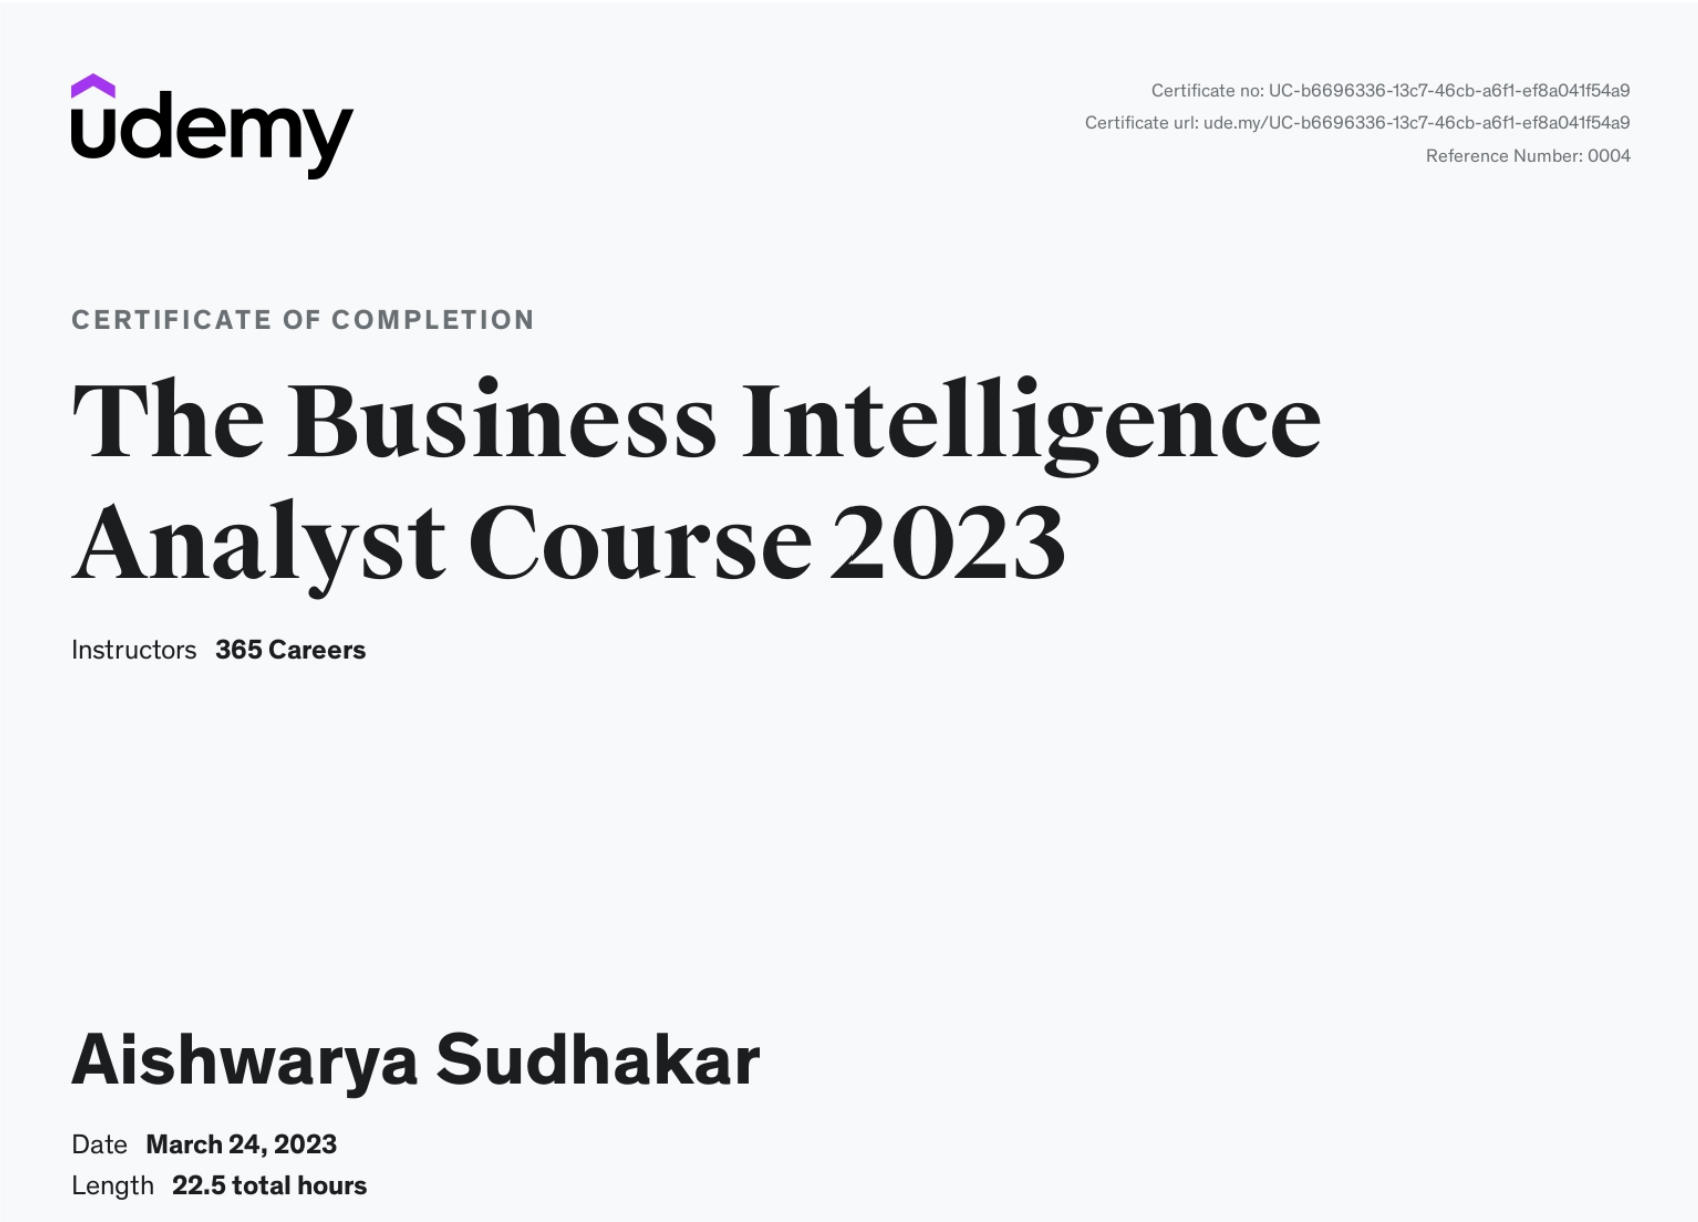 udemy
Certificate no: UC-b6696336-13c7-46cb-a6f1-ef8a041f54a9
Certificate url: ude.my/UC-b6696336-13c7-46cb-a6f1-ef8a041f54a9
Reference Number: 0004
CERTIFICATE OF COMPLETION
The Business Intelligence
Analyst Course 2023
Instructors 365 Careers
Aishwarya Sudhakar
Date March 24, 2023
Length 22.5 total hours